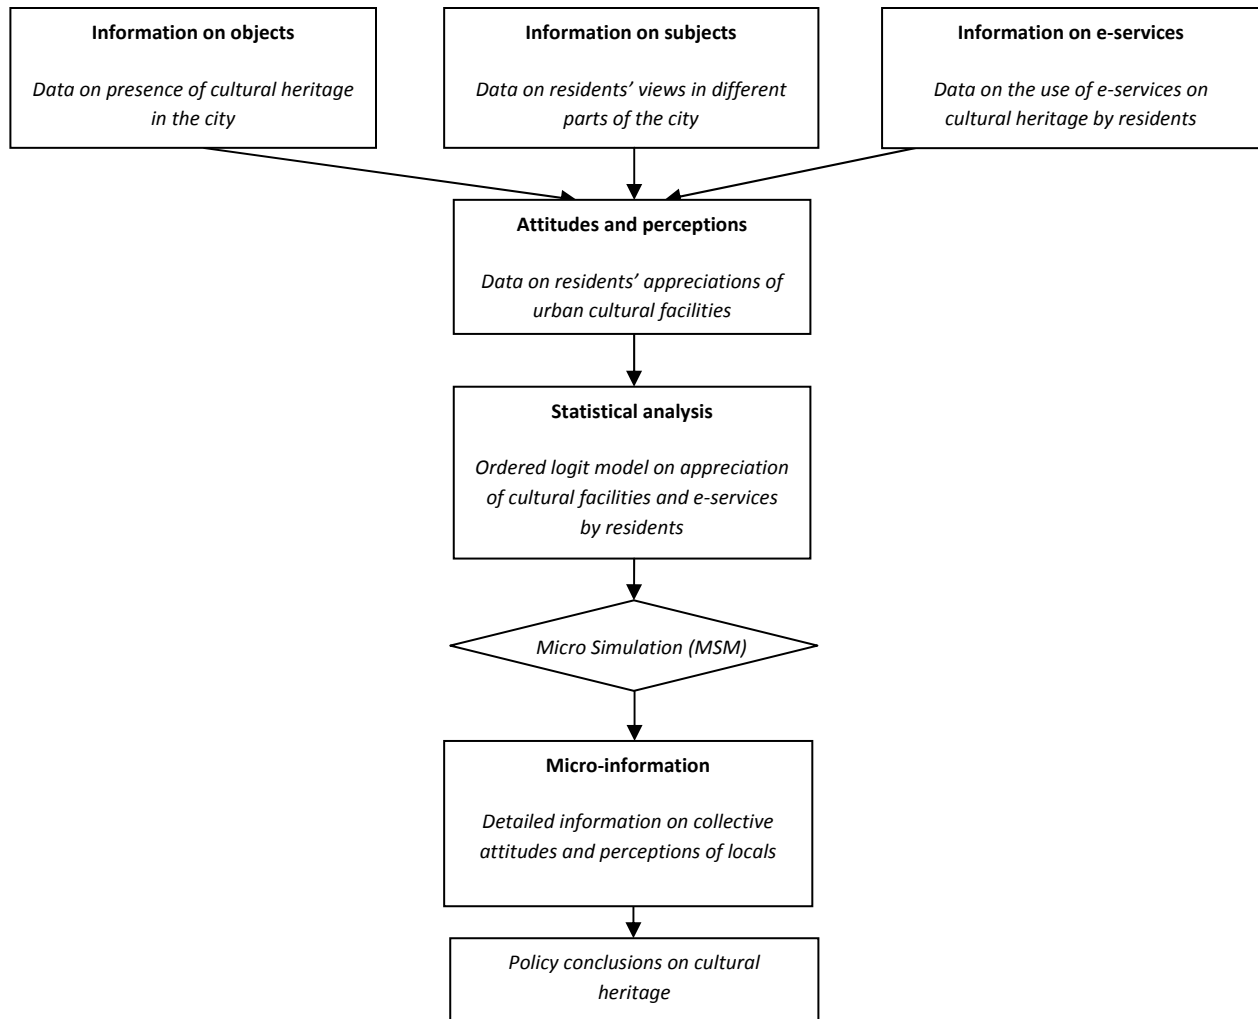 Information on objects
Data on presence of cultural heritage
in the city
Information on subjects
Data on residents’ views in different
parts of the city
Information on e-services
Data on the use of e-services on
cultural heritage by residents
Attitudes and perceptions
Data on residents’ appreciations of
urban cultural facilities
Statistical analysis
Ordered logit model on appreciation
of cultural facilities and e-services
by residents
Micro Simulation (MSM)
Micro-information
Detailed information on collective
attitudes and perceptions of locals
Policy conclusions on cultural
heritage